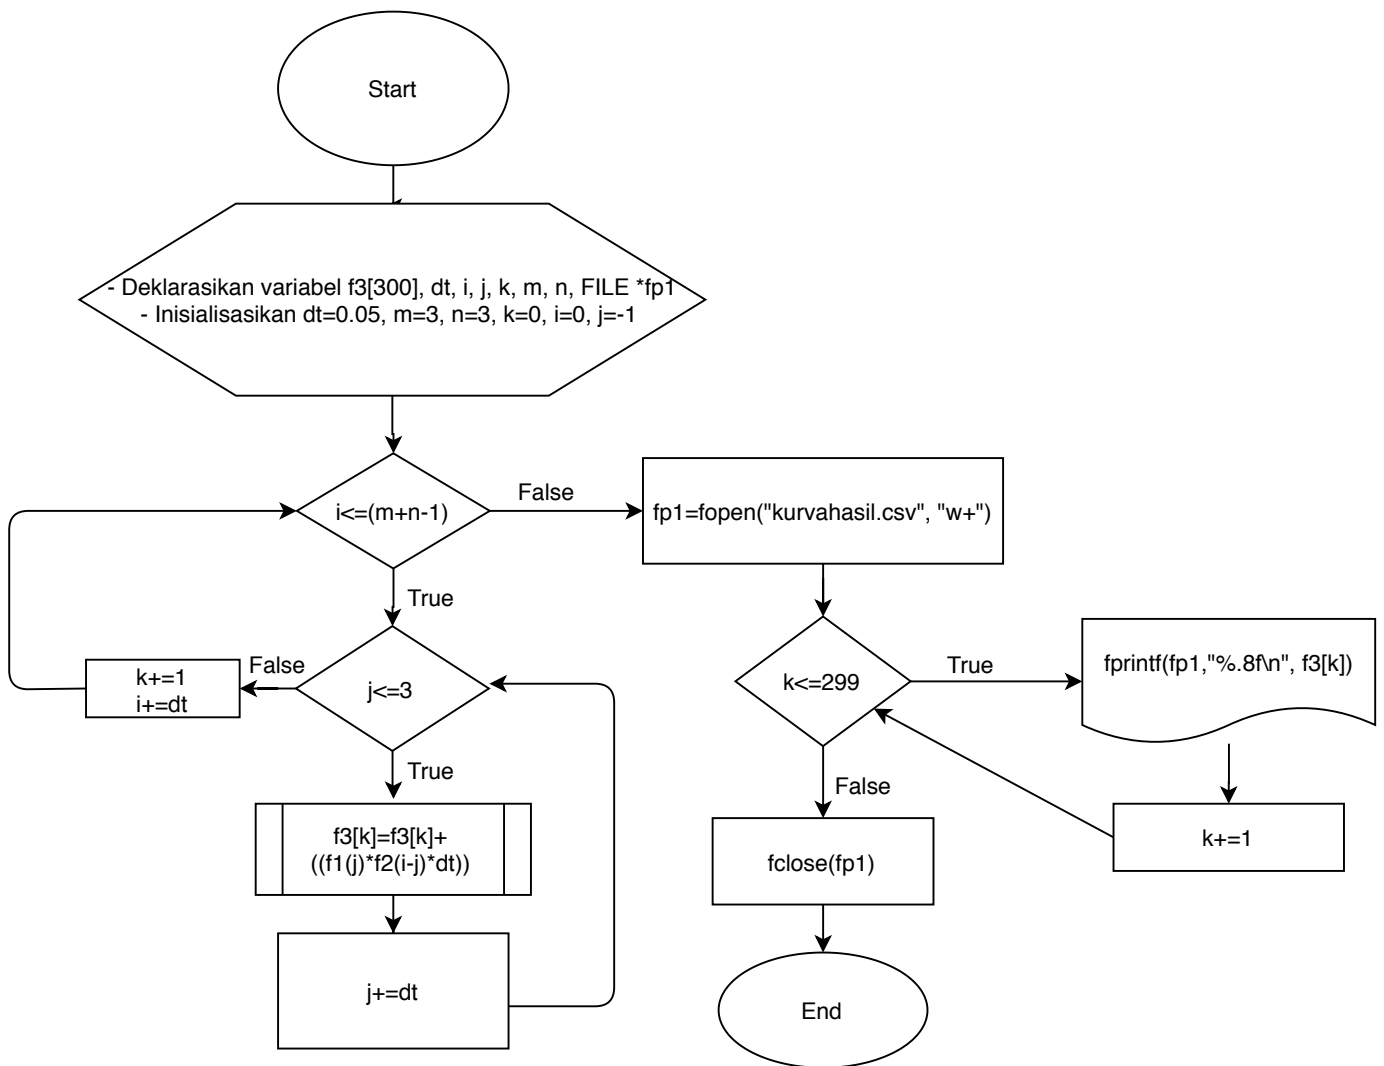 Start
- Deklarasikan variabel f3[300], dt, i, j, k, m, n, FILE *fp1
- Inisialisasikan dt=0.05, m=3, n=3, k=0, i=0, j=-1
i<=(m+n-1)
False
fp1=fopen("kurvahasil.csv", "w+")
True
j<=3
False
k+=1
i+=dt
True
f3[k]=f3[k]+
((f1(j)*f2(i-j)*dt))
j+=dt
k<=299
True
fprintf(fp1,"%.8f\n", f3[k])
k+=1
False
fclose(fp1)
End